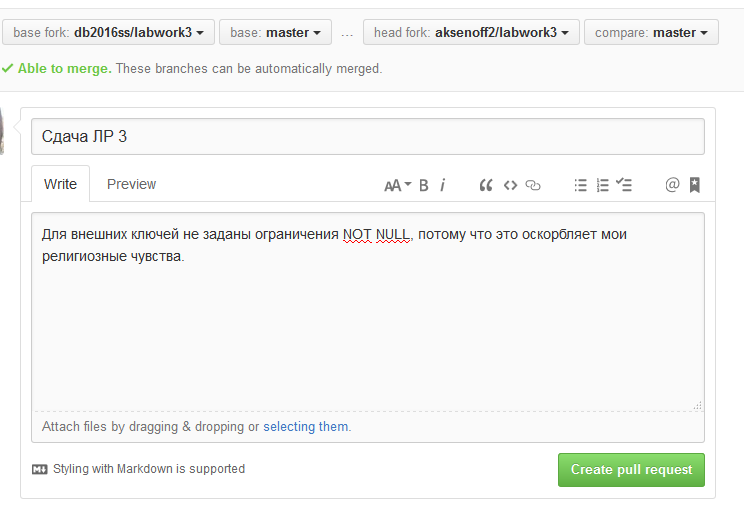 base fork: db2016ss/labwork3 base: master ... head fork: aksenoff2/labwork3 compare: master
Able to merge. These branches can be automatically merged.
Сдача ЛР 3
Write Preview AA B i @
Для внешних ключей не заданы ограничения NOT NULL, потому что это оскорбляет мои
религиозные чувства.
Attach files by dragging & dropping or selecting them.
M Styling with Markdown is supported Create pull request